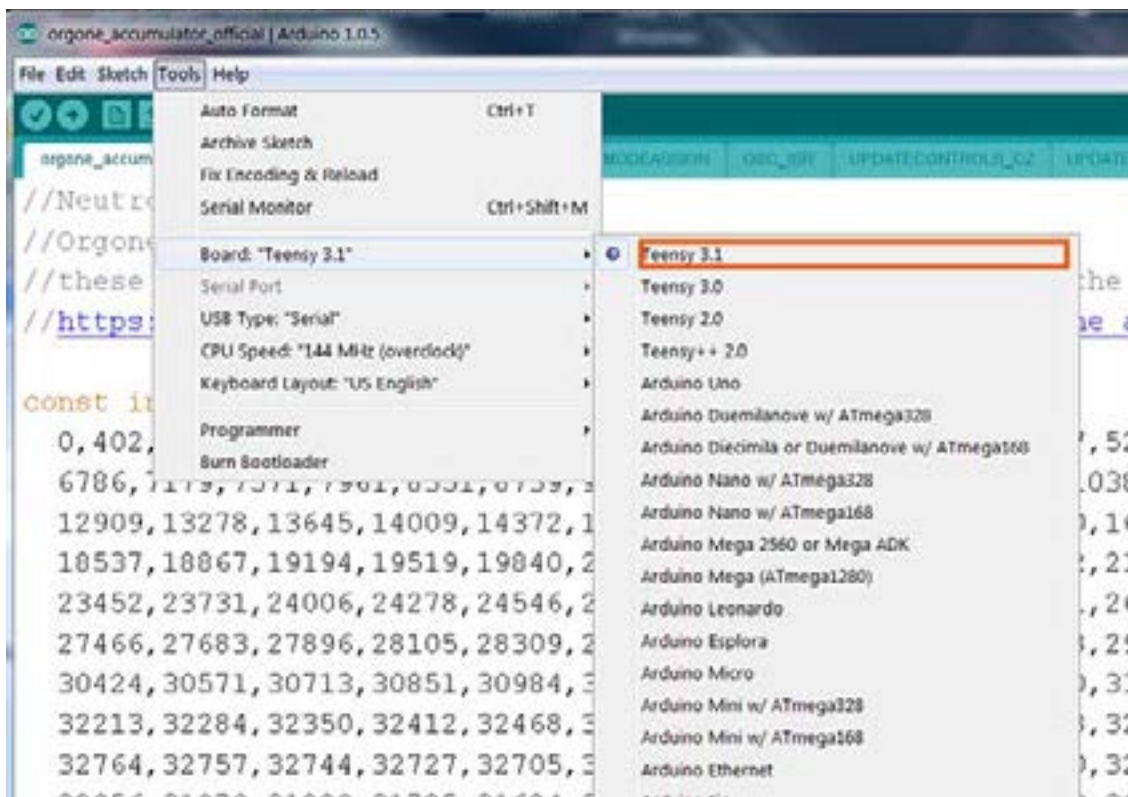 orgone_accumulator_official | Arduino 1.0.5
File Edit Sketch Tools Help
Auto Format Ctrl+T
Archive Sketch
Fix Encoding & Reload
Serial Monitor Ctrl+Shift+M
Board: "Teensy 3.1"
Serial Port
USB Type: "Serial"
CPU Speed: "144 MHz (overclock)"
Keyboard Layout: "US English"
Programmer
Burn Bootloader
Teensy 3.1
Teensy 3.0
Teensy 2.0
Teensy++ 2.0
Arduino Uno
Arduino Duemilanove w/ ATmega328
Arduino Diecimila or Duemilanove w/ ATmega168
Arduino Nano w/ ATmega328
Arduino Nano w/ ATmega168
Arduino Mega 2560 or Mega ADK
Arduino Mega (ATmega1280)
Arduino Leonardo
Arduino Esplora
Arduino Micro
Arduino Mini w/ ATmega328
Arduino Mini w/ ATmega168
Arduino Ethernet
orgone_accum UPDATECONTROLS_CZ
//Neutro
//Orgone
//these
//https:
const in
0,402,
12909,13278,13645,14009,14372,1
18537,18867,19194,19519,19840,2
23452,23731,24006,24278,24546,2
27466,27683,27896,28105,28309,2
30424,30571,30713,30851,30984,3
32213,32284,32350,32412,32468,3
32764,32757,32744,32727,32705,3